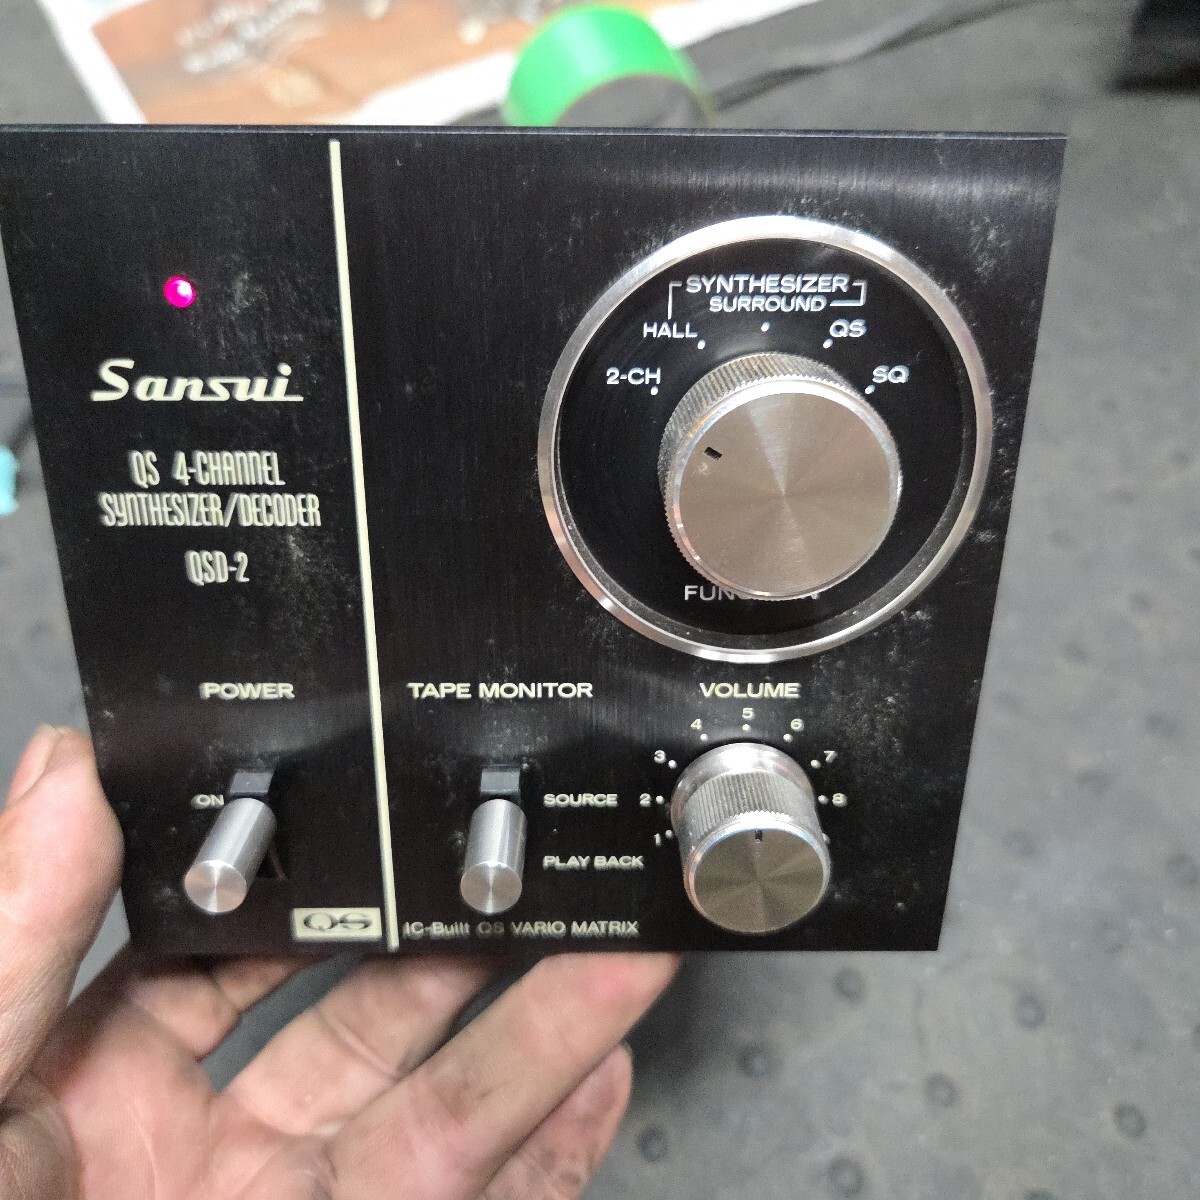 Sansui
QS 4-CHANNEL
SYNTHESIZER/DECODER
QSD-2
SYNTHESIZER
SURROUND
HALL
QS
2-CH
SQ
POWER
TAPE MONITOR
VOLUME
ON
SOURCE
PLAY BACK
1
2
3
4
5
6
7
8
QS
IC-Built QS VARIO MATRIX